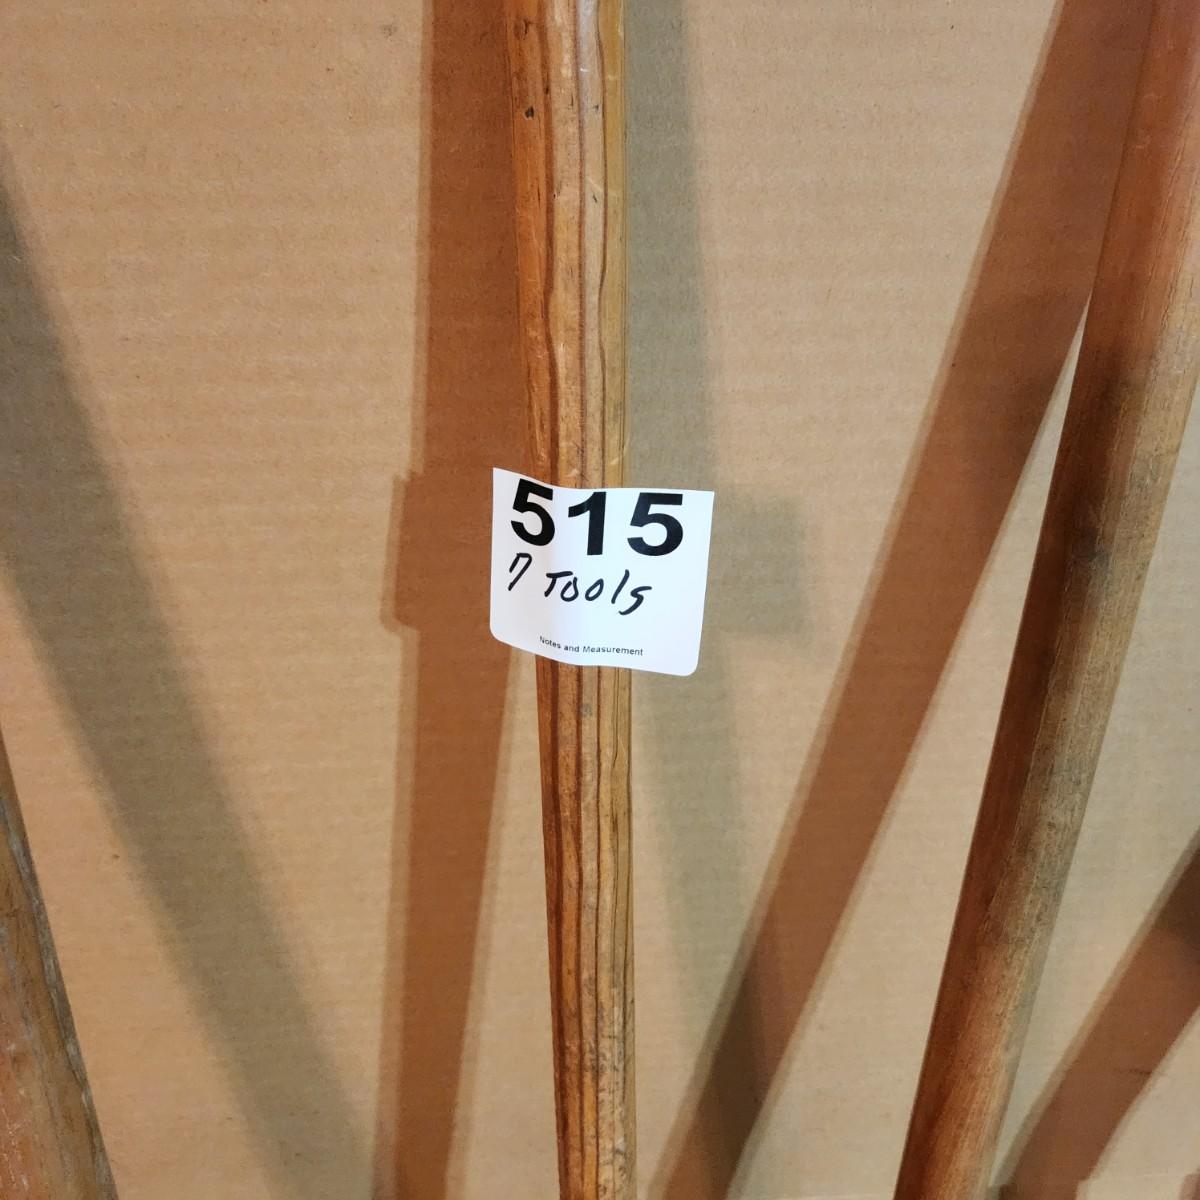 515
7 Tools
Notes and Measurement